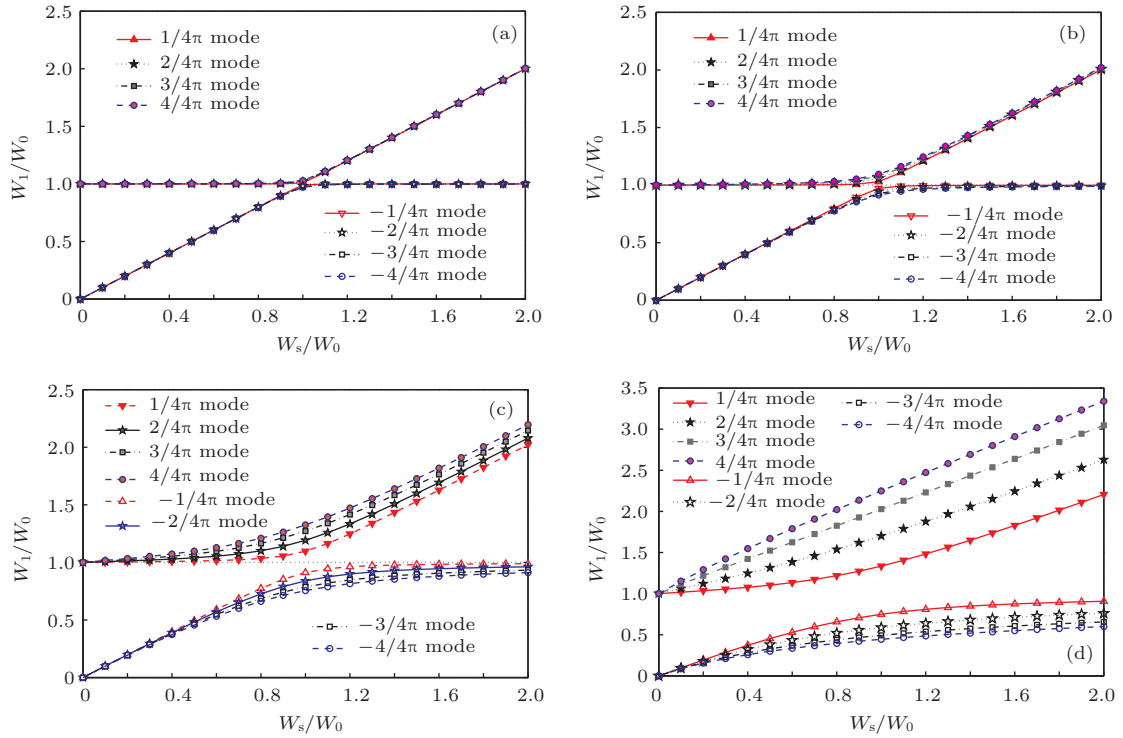 (a)
1/4π mode
2/4π mode
3/4π mode
4/4π mode
−1/4π mode
−2/4π mode
−3/4π mode
−4/4π mode
2.5
2.0
1.5
1.0
0.5
0
W1/W0
0 0.4 0.8 1.2 1.6 2.0
Ws/W0
(b)
1/4π mode
2/4π mode
3/4π mode
4/4π mode
−1/4π mode
−2/4π mode
−3/4π mode
−4/4π mode
2.5
2.0
1.5
1.0
0.5
0
W1/W0
0 0.4 0.8 1.2 1.6 2.0
Ws/W0
(c)
1/4π mode
2/4π mode
3/4π mode
4/4π mode
−1/4π mode
−2/4π mode
−3/4π mode
−4/4π mode
2.5
2.0
1.5
1.0
0.5
0
W1/W0
0 0.4 0.8 1.2 1.6 2.0
Ws/W0
1/4π mode
2/4π mode
3/4π mode
4/4π mode
−1/4π mode
−2/4π mode
−3/4π mode
−4/4π mode
(d)
3.5
3.0
2.5
2.0
1.5
1.0
0.5
0
W1/W0
0 0.4 0.8 1.2 1.6 2.0
Ws/W0